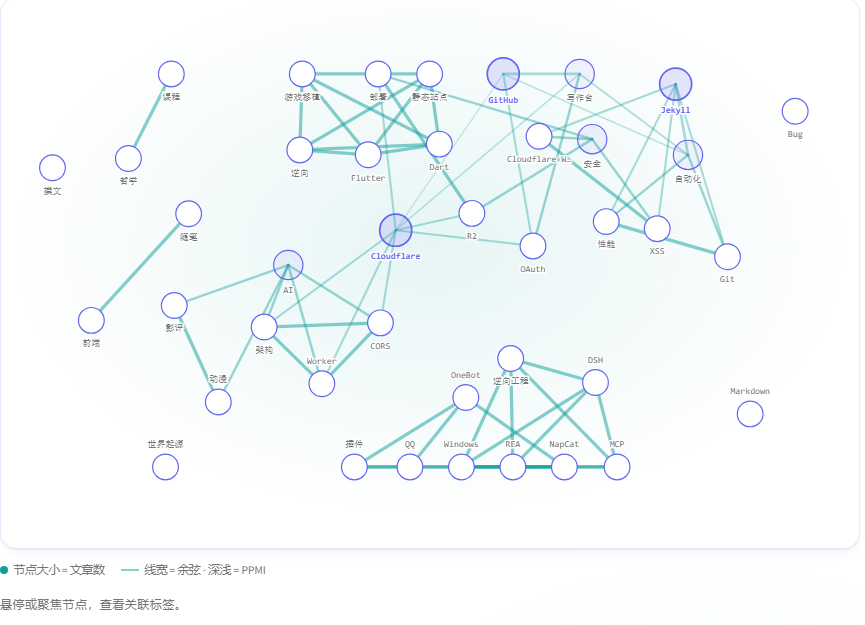 课程
游戏移植
部署
静态站点
GitHub
写作台
Jekyll
Bug
撰文
哲学
逆向
Flutter
Dart
Cloudflare W…
安全
自动化
随笔
Cloudflare
R2
OAuth
性能
XSS
Git
AI
前端
影评
架构
CORS
Worker
动漫
OneBot
逆向工程
DSH
Markdown
世界起源
插件
QQ
Windows
REA
NapCat
MCP
节点大小=文章数
线宽=余弦·深浅=PPMI
悬停或聚焦节点，查看关联标签。